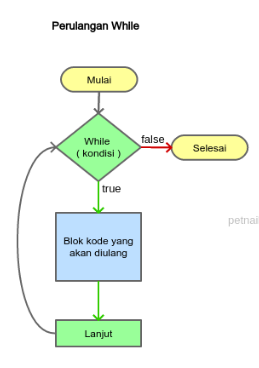 Perulangan While
Mulai
While
( kondisi )
false
Selesai
true
Blok kode yang
akan diulang
petnai
Lanjut